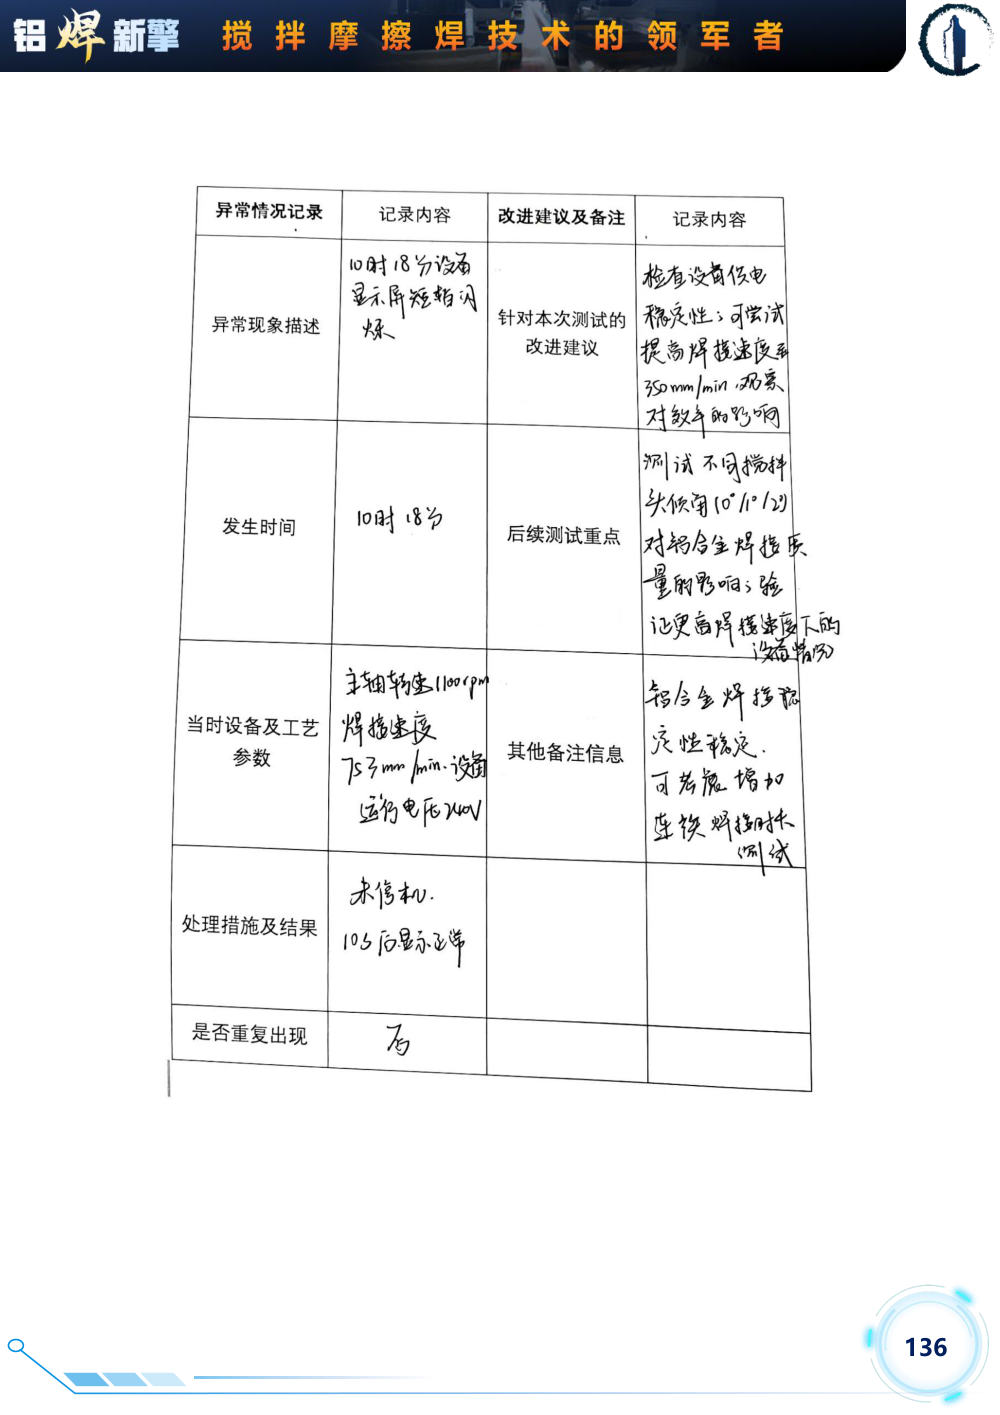 铝焊新擎 搅拌摩擦焊技术的领军者
异常情况记录 记录内容 改进建议及备注 记录内容
异常现象描述
10时18分设备
显示屏短暂闪
烁
针对本次测试的
改进建议
检查设备供电
稳定性；可尝试
提高焊接速度至
350mm/min,观察
对效率的影响
发生时间
10时18分
后续测试重点
测试不同搅拌
头倾角(0°/1°/2°)
对铝合金焊接质
量的影响；验
证更高焊接速度下的
设备情况
当时设备及工艺
参数
主轴转速1100rpm
焊接速度
753mm/min.设备
运行电压240V
其他备注信息
铝合金焊接稳
定性稳定.
可考虑增加
连续焊接时长
测试
处理措施及结果
未停机.
10s后显示正常
是否重复出现
否
136